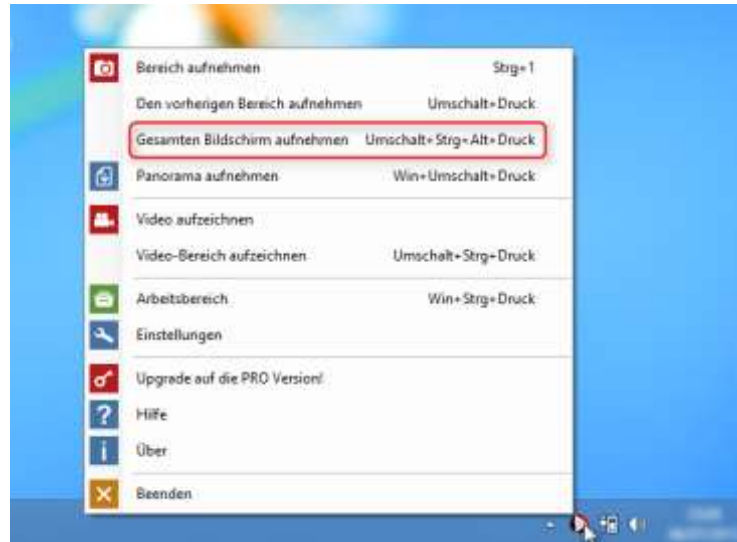 Bereich aufnehmen Strg+1
Den vorherigen Bereich aufnehmen Umschalt+Druck
Gesamten Bildschirm aufnehmen Umschalt+Strg+Alt+Druck
Panorama aufnehmen Win+Umschalt+Druck
Video aufzeichnen
Video-Bereich aufzeichnen Umschalt+Strg+Druck
Arbeitsbereich Win+Strg+Druck
Einstellungen
Upgrade auf die PRO Version!
Hilfe
Über
Beenden